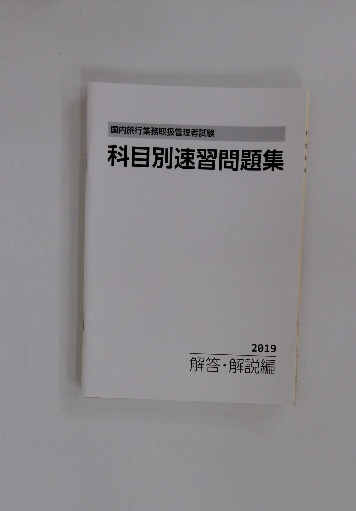 国内旅行業務取扱管理者試験
科目別速習問題集
2019
解答・解説編